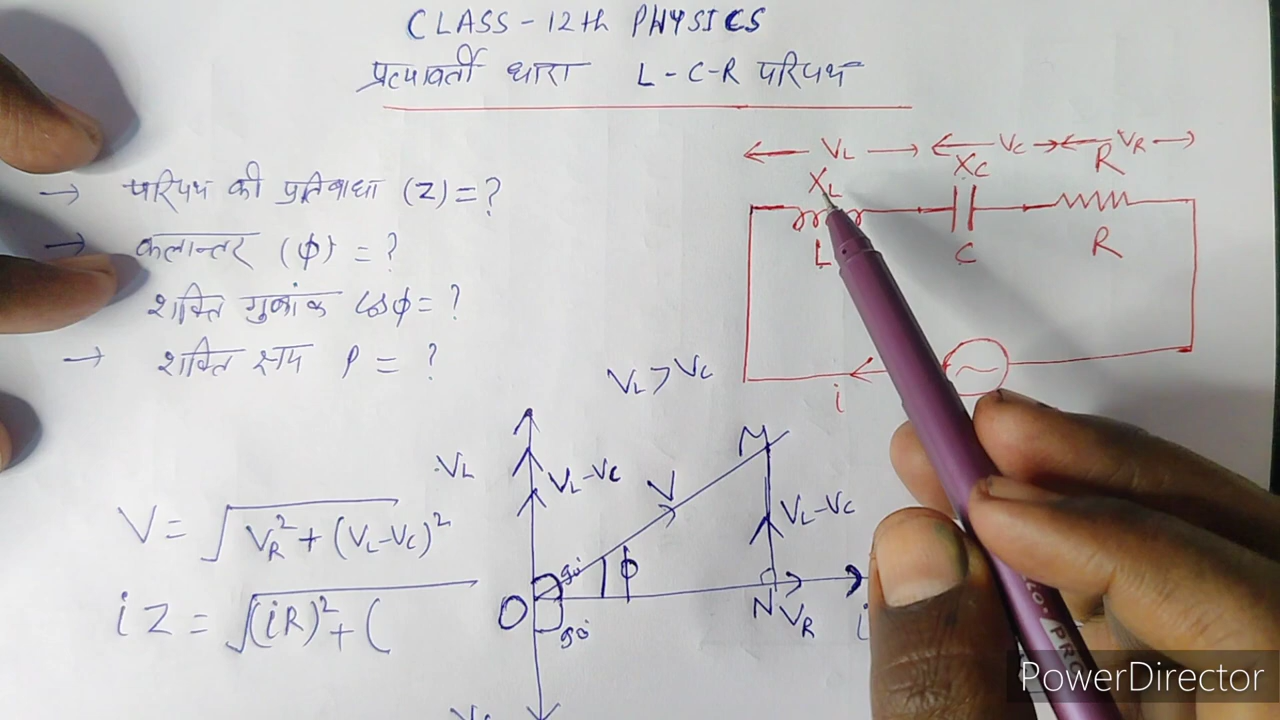 CLASS-12th PHYSICS
प्रत्यावर्ती धारा L-C-R परिपथ
→ परिपथ की प्रतिबाधा (Z)=?
→ कलान्तर (ϕ) = ?
शक्ति गुणांक cosϕ= ?
→ शक्ति क्षय P = ?
VL VC VR
XL XC R
L C R
i
VL > VC
VL VL-VC V M VL-VC
V= √VR²+(VL-VC)²
iZ = √(iR)²+(
O 90° ϕ N VR i
90°
PRO
PowerDirector